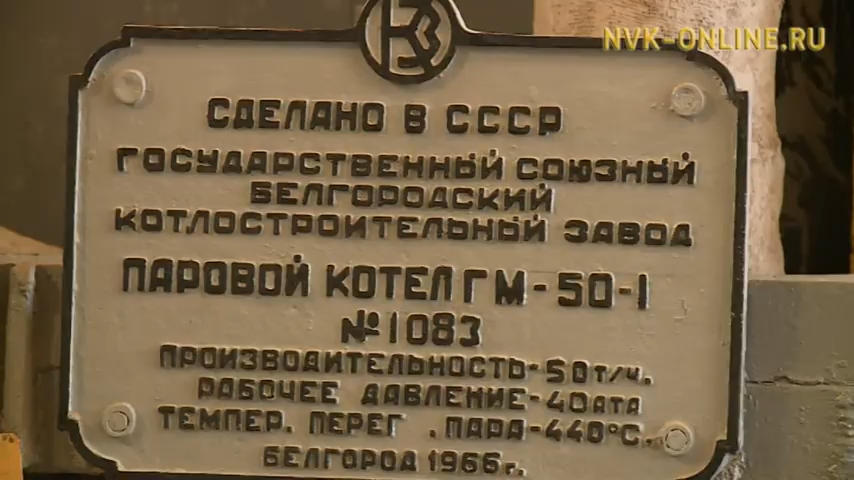 NVK-ONLINE.RU
СДЕЛАНО В СССР
ГОСУДАРСТВЕННЫЙ СОЮЗНЫЙ
БЕЛГОРОДСКИЙ
КОТЛОСТРОИТЕЛЬНЫЙ ЗАВОД
ПАРОВОЙ КОТЕЛ ГМ-50-1
№1083
ПРОИЗВОДИТЕЛЬНОСТЬ-50Т/Ч.
РАБОЧЕЕ ДАВЛЕНИЕ-40АТА
ТЕМПЕР. ПЕРЕГ .ПАРА-440°С.
БЕЛГОРОД 1966г.